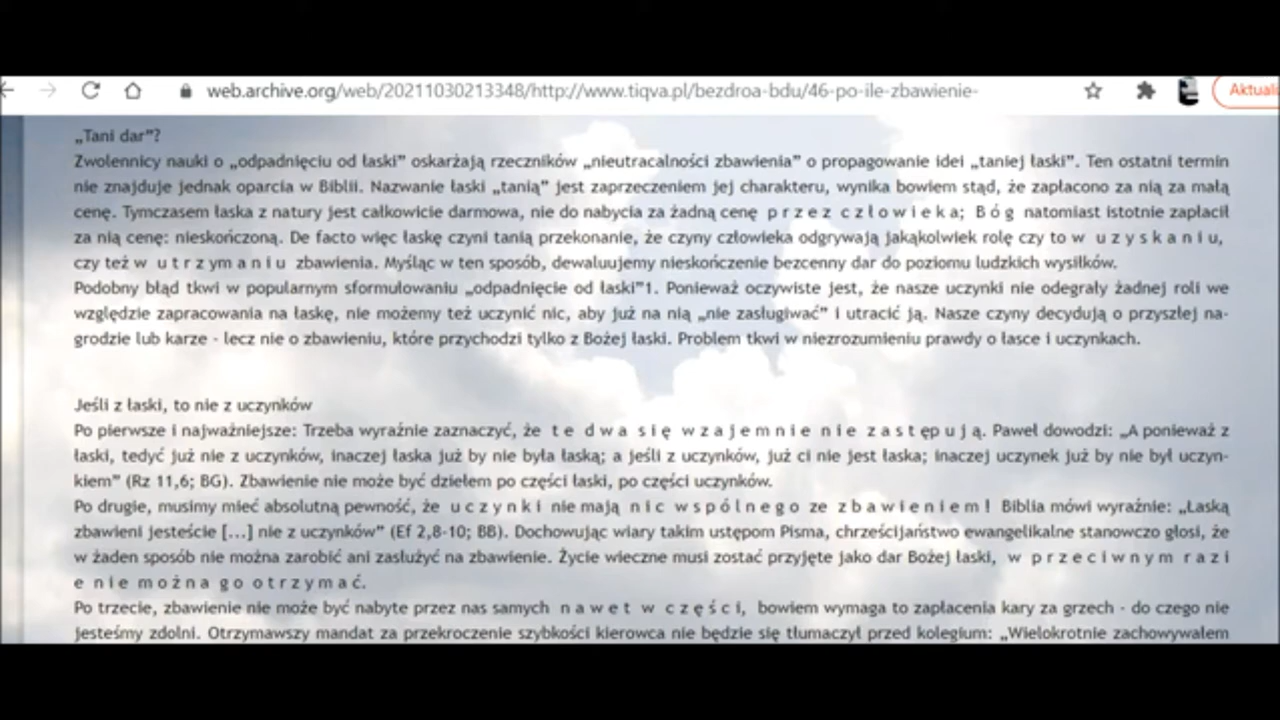 web.archive.org/web/20211030213348/http://www.tiqva.pl/bezdroa-bdu/46-po-ile-zbawienie-
Aktuali
„Tani dar"?
Zwolennicy nauki o „odpadnięciu od łaski” oskarżają rzeczników „nieutracalności zbawienia” o propagowanie idei „taniej łaski”. Ten ostatni termin
nie znajduje jednak oparcia w Biblii. Nazwanie łaski „tanią” jest zaprzeczeniem jej charakteru, wynika bowiem stąd, że zapłacono za nią za małą
cenę. Tymczasem łaska z natury jest całkowicie darmowa, nie do nabycia za żadną cenę p r z e z c z ł o w i e k a; B ó g natomiast istotnie zapłacił
za nią cenę: nieskończoną. De facto więc łaskę czyni tanią przekonanie, że czyny człowieka odgrywają jakąkolwiek rolę czy to w u z y s k a n i u,
czy też w u t r z y m a n i u zbawienia. Myśląc w ten sposób, dewaluujemy nieskończenie bezcenny dar do poziomu ludzkich wysiłków.
Podobny błąd tkwi w popularnym sformułowaniu „odpadnięcie od łaski”1. Ponieważ oczywiste jest, że nasze uczynki nie odegrały żadnej roli we
względzie zapracowania na łaskę, nie możemy też uczynić nic, aby już na nią „nie zasługiwać” i utracić ją. Nasze czyny decydują o przyszłej na-
grodzie lub karze - lecz nie o zbawieniu, które przychodzi tylko z Bożej łaski. Problem tkwi w niezrozumieniu prawdy o łasce i uczynkach.
Jeśli z łaski, to nie z uczynków
Po pierwsze i najważniejsze: Trzeba wyraźnie zaznaczyć, że t e d w a s i ę w z a j e m n i e n i e z a s t ę p u j ą. Paweł dowodzi: „A ponieważ z
łaski, tedyć już nie z uczynków, inaczej łaska już by nie była łaską; a jeśli z uczynków, już ci nie jest łaska; inaczej uczynek już by nie był uczyn-
kiem” (Rz 11,6; BG). Zbawienie nie może być dziełem po części łaski, po części uczynków.
Po drugie, musimy mieć absolutną pewność, że u c z y n k i nie mają n i c w s p ó l n e g o ze z b a w i e n i e m ! Biblia mówi wyraźnie: „Łaską
zbawieni jesteście [...] nie z uczynków” (Ef 2,8-10; BB). Dochowując wiary takim ustępom Pisma, chrześcijaństwo ewangelikalne stanowczo głosi, że
w żaden sposób nie można zarobić ani zasłużyć na zbawienie. Życie wieczne musi zostać przyjęte jako dar Bożej łaski, w p r z e c i w n y m r a z i
e n i e m o ż n a g o o t r z y m a ć.
Po trzecie, zbawienie nie może być nabyte przez nas samych n a w e t w c z ę ś c i, bowiem wymaga to zapłacenia kary za grzech - do czego nie
jesteśmy zdolni. Otrzymawszy mandat za przekroczenie szybkości kierowca nie będzie się tłumaczył przed kolegium: „Wielokrotnie zachowywałem